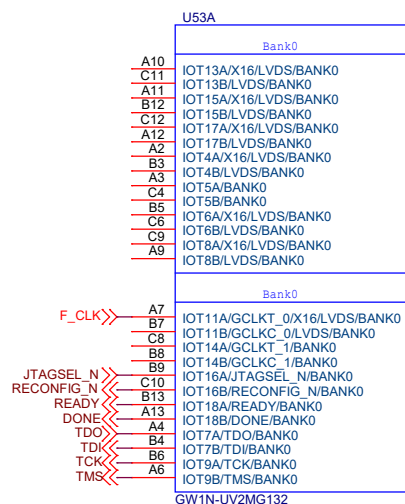 U53A
Bank0
A10 IOT13A/X16/LVDS/BANK0
C11 IOT13B/LVDS/BANK0
A11 IOT15A/X16/LVDS/BANK0
B12 IOT15B/LVDS/BANK0
C12 IOT17A/X16/LVDS/BANK0
A12 IOT17B/LVDS/BANK0
A2 IOT4A/X16/LVDS/BANK0
B3 IOT4B/LVDS/BANK0
A3 IOT5A/BANK0
C4 IOT5B/BANK0
B5 IOT6A/X16/LVDS/BANK0
C6 IOT6B/LVDS/BANK0
C9 IOT8A/X16/LVDS/BANK0
A9 IOT8B/LVDS/BANK0
Bank0
F_CLK A7 IOT11A/GCLKT_0/X16/LVDS/BANK0
B7 IOT11B/GCLKC_0/LVDS/BANK0
C8 IOT14A/GCLKT_1/BANK0
B8 IOT14B/GCLKC_1/BANK0
JTAGSEL_N B9 IOT16A/JTAGSEL_N/BANK0
RECONFIG_N C10 IOT16B/RECONFIG_N/BANK0
READY B13 IOT18A/READY/BANK0
DONE A13 IOT18B/DONE/BANK0
TDO A4 IOT7A/TDO/BANK0
TDI B4 IOT7B/TDI/BANK0
TCK B6 IOT9A/TCK/BANK0
TMS A6 IOT9B/TMS/BANK0
GW1N-UV2MG132